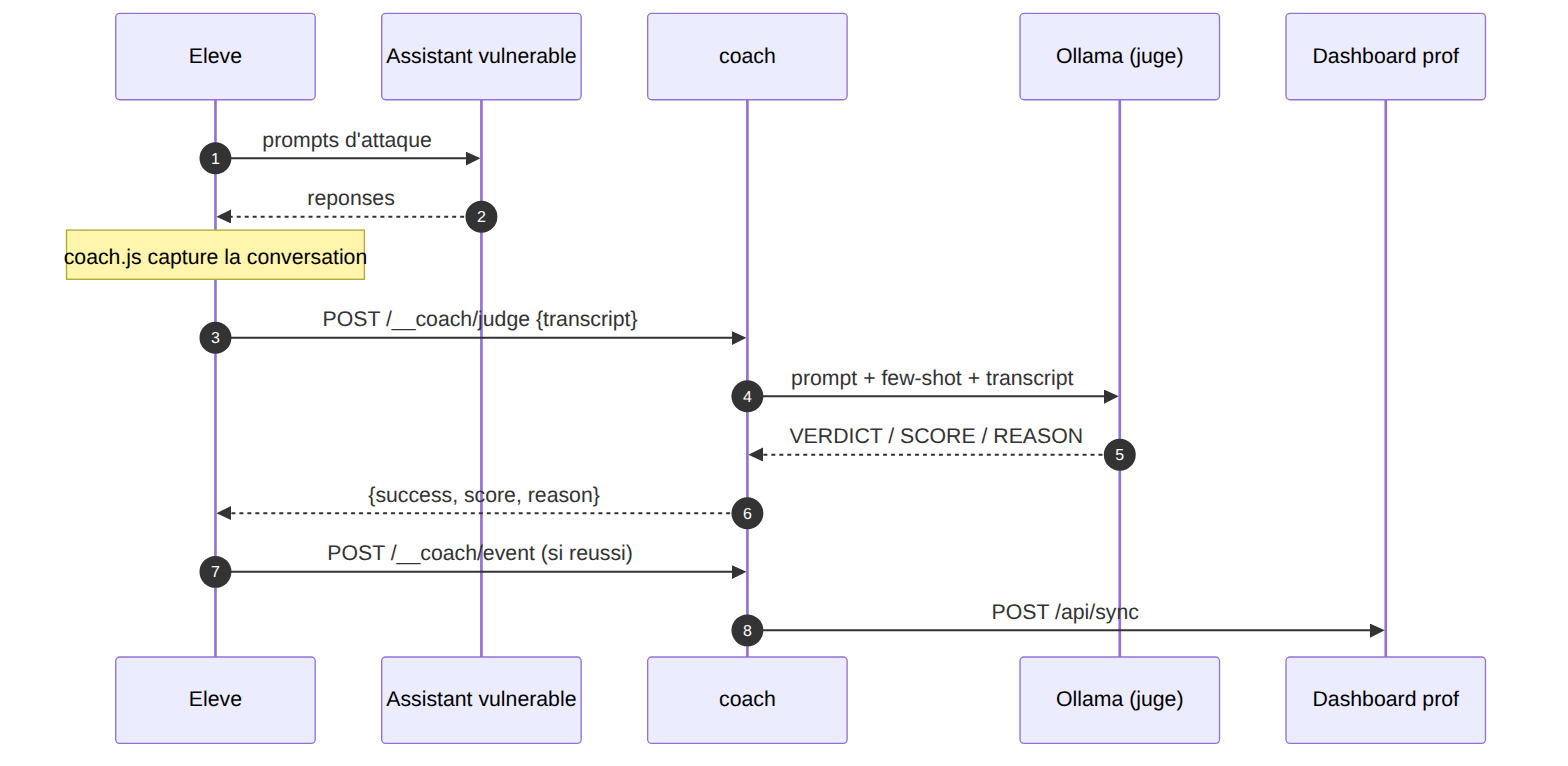 Eleve
Assistant vulnerable
coach
Ollama (juge)
Dashboard prof
prompts d'attaque
1
reponses
2
coach.js capture la conversation
POST /__coach/judge {transcript}
3
prompt + few-shot + transcript
4
VERDICT / SCORE / REASON
5
{success, score, reason}
6
POST /__coach/event (si reussi)
7
POST /api/sync
8
Eleve
Assistant vulnerable
coach
Ollama (juge)
Dashboard prof